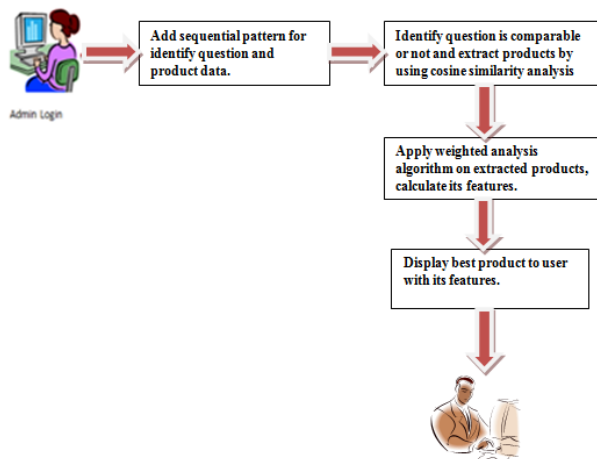 Add sequential pattern for
identify question and
product data.
Identify question is comparable
or not and extract products by
using cosine similarity analysis
Admin Login
Apply weighted analysis
algorithm on extracted products,
calculate its features.
Display best product to user
with its features.